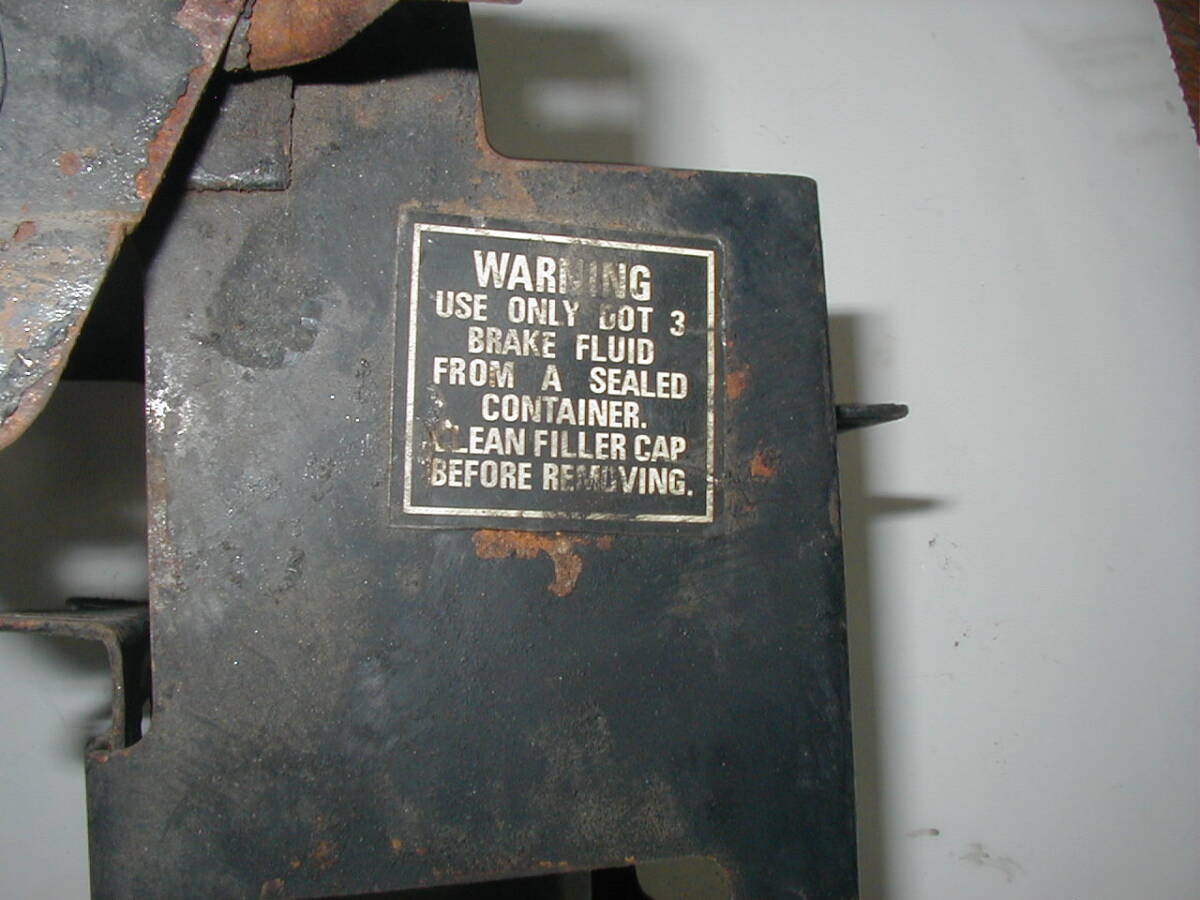 WARNING
USE ONLY DOT 3
BRAKE FLUID
FROM A SEALED
CONTAINER.
CLEAN FILLER CAP
BEFORE REMOVING.